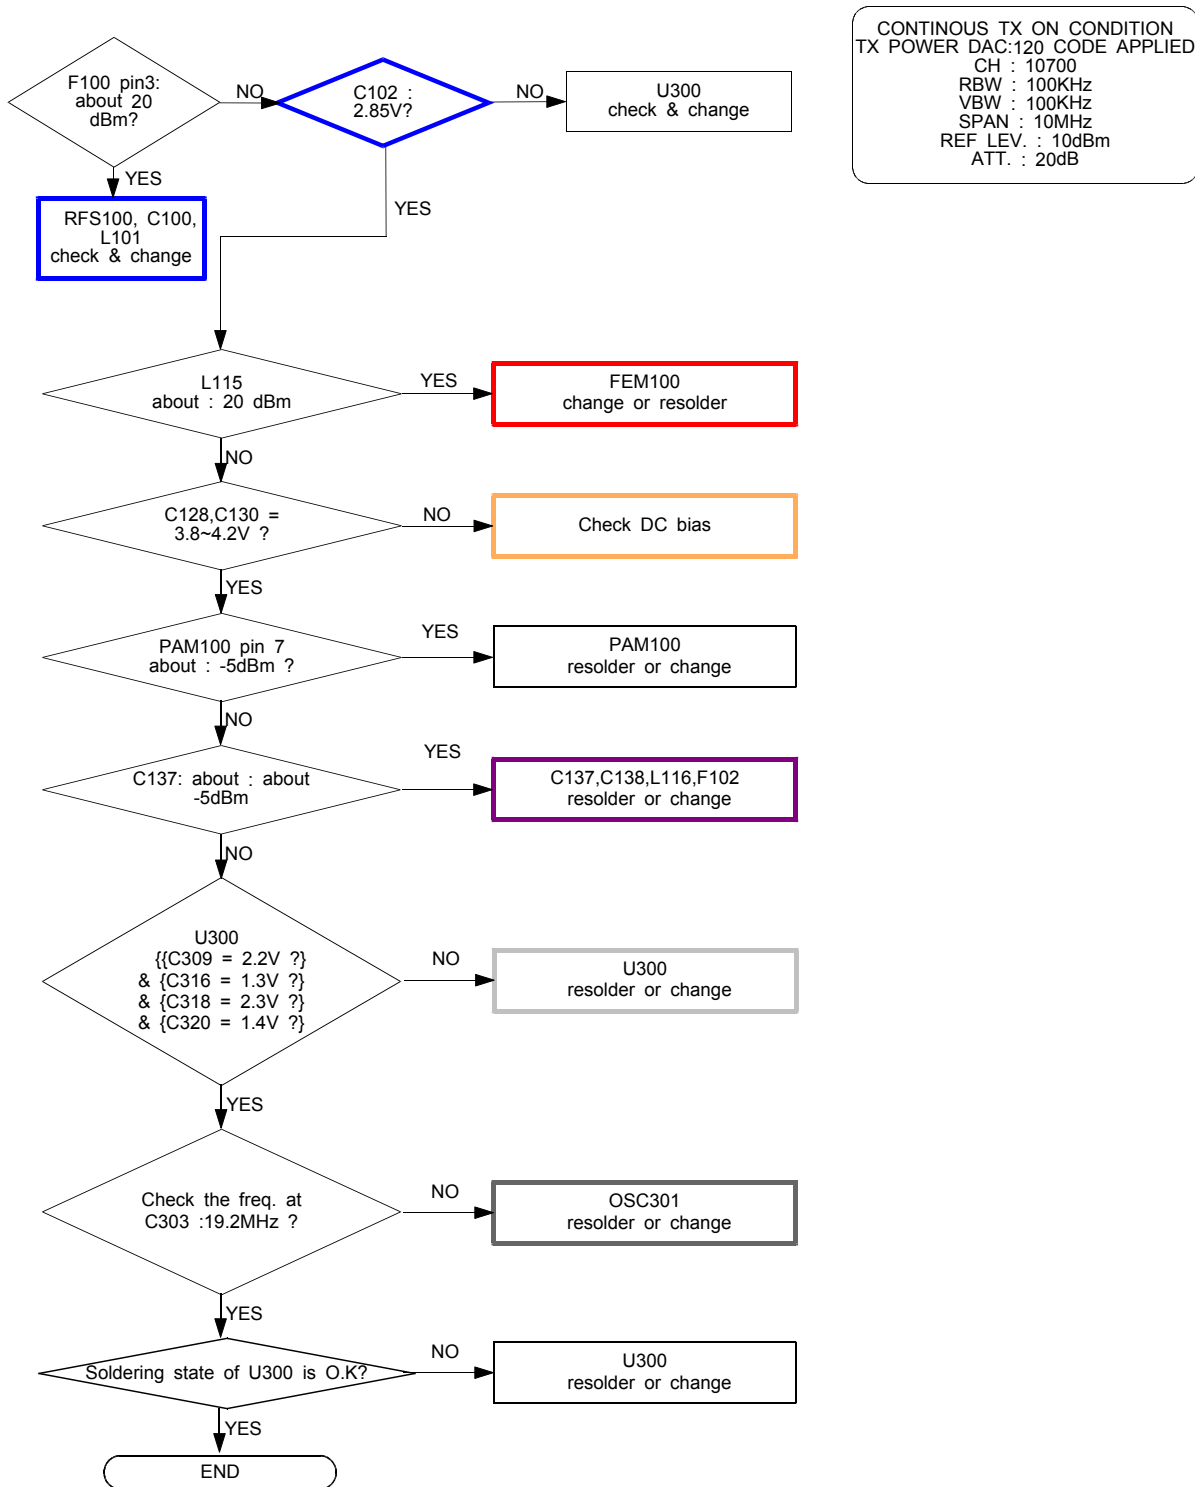 F100 pin3:
about 20
dBm?
NO
C102 :
2.85V?
NO
U300
check & change
CONTINOUS TX ON CONDITION
TX POWER DAC:120 CODE APPLIED
CH : 10700
RBW : 100KHz
VBW : 100KHz
SPAN : 10MHz
REF LEV. : 10dBm
ATT. : 20dB
YES
RFS100, C100,
L101
check & change
YES
L115
about : 20 dBm
YES
FEM100
change or resolder
NO
C128,C130 =
3.8~4.2V ?
NO
Check DC bias
YES
PAM100 pin 7
about : -5dBm ?
YES
PAM100
resolder or change
NO
C137: about : about
-5dBm
YES
C137,C138,L116,F102
resolder or change
NO
U300
{{C309 = 2.2V ?}
& {C316 = 1.3V ?}
& {C318 = 2.3V ?}
& {C320 = 1.4V ?}
NO
U300
resolder or change
YES
Check the freq. at
C303 :19.2MHz ?
NO
OSC301
resolder or change
YES
Soldering state of U300 is O.K?
NO
U300
resolder or change
YES
END